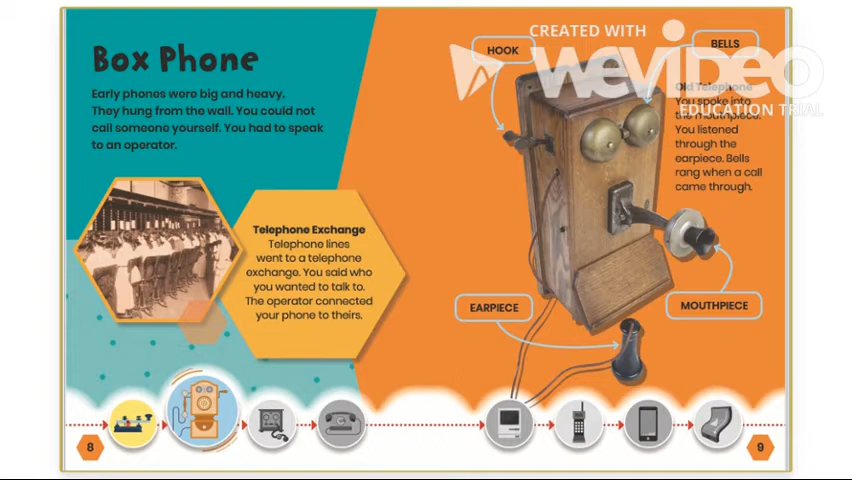 Box Phone
Early phones were big and heavy.
They hung from the wall. You could not
call someone yourself. You had to speak
to an operator.
Telephone Exchange
Telephone lines
went to a telephone
exchange. You said who
you wanted to talk to.
The operator connected
your phone to theirs.
8
CREATED WITH
wevideo
EDUCATION TRIAL
HOOK
BELLS
Old Telephone
You spoke into
the mouthpiece.
You listened
through the
earpiece. Bells
rang when a call
came through.
EARPIECE
MOUTHPIECE
9